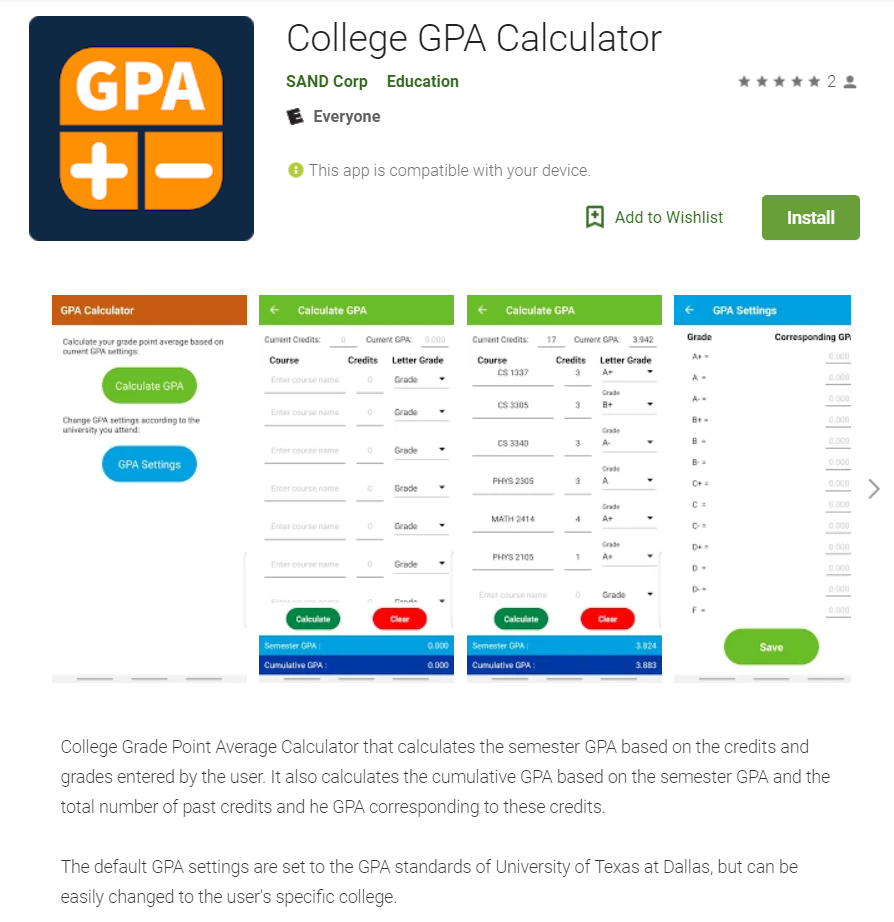 GPA
College GPA Calculator
SAND Corp Education
2
E Everyone
This app is compatible with your device.
Add to Wishlist
Install
GPA Calculator
Calculate your grade point average based on
current GPA settings:
Calculate GPA
Change GPA settings according to the
university you attend:
GPA Settings
Calculate GPA
Current Credits: 0 Current GPA: 0.000
Course Credits Letter Grade
Enter course name 0 Grade
Enter course name 0 Grade
Enter course name 0 Grade
Enter course name 0 Grade
Enter course name 0 Grade
Enter course name 0 Grade
Enter course name 0 Grade
Calculate Clear
Semester GPA : 0.000
Cumulative GPA : 0.000
Calculate GPA
Current Credits: 17 Current GPA: 3.942
Course Credits Letter Grade
CS 1337 3 A+
Grade
CS 3305 3 B+
Grade
CS 3340 3 A-
Grade
PHYS 2305 3 A
Grade
MATH 2414 4 A+
Grade
PHYS 2105 1 A+
Enter course name 0 Grade
Calculate Clear
Semester GPA : 3.824
Cumulative GPA : 3.883
GPA Settings
Grade Corresponding GP
A+ = 0.000
A = 0.000
A- = 0.000
B+ = 0.000
B = 0.000
B- = 0.000
C+ = 0.000
C = 0.000
C- = 0.000
D+ = 0.000
D = 0.000
D- = 0.000
F = 0.000
Save
College Grade Point Average Calculator that calculates the semester GPA based on the credits and
grades entered by the user. It also calculates the cumulative GPA based on the semester GPA and the
total number of past credits and he GPA corresponding to these credits.
The default GPA settings are set to the GPA standards of University of Texas at Dallas, but can be
easily changed to the user's specific college.